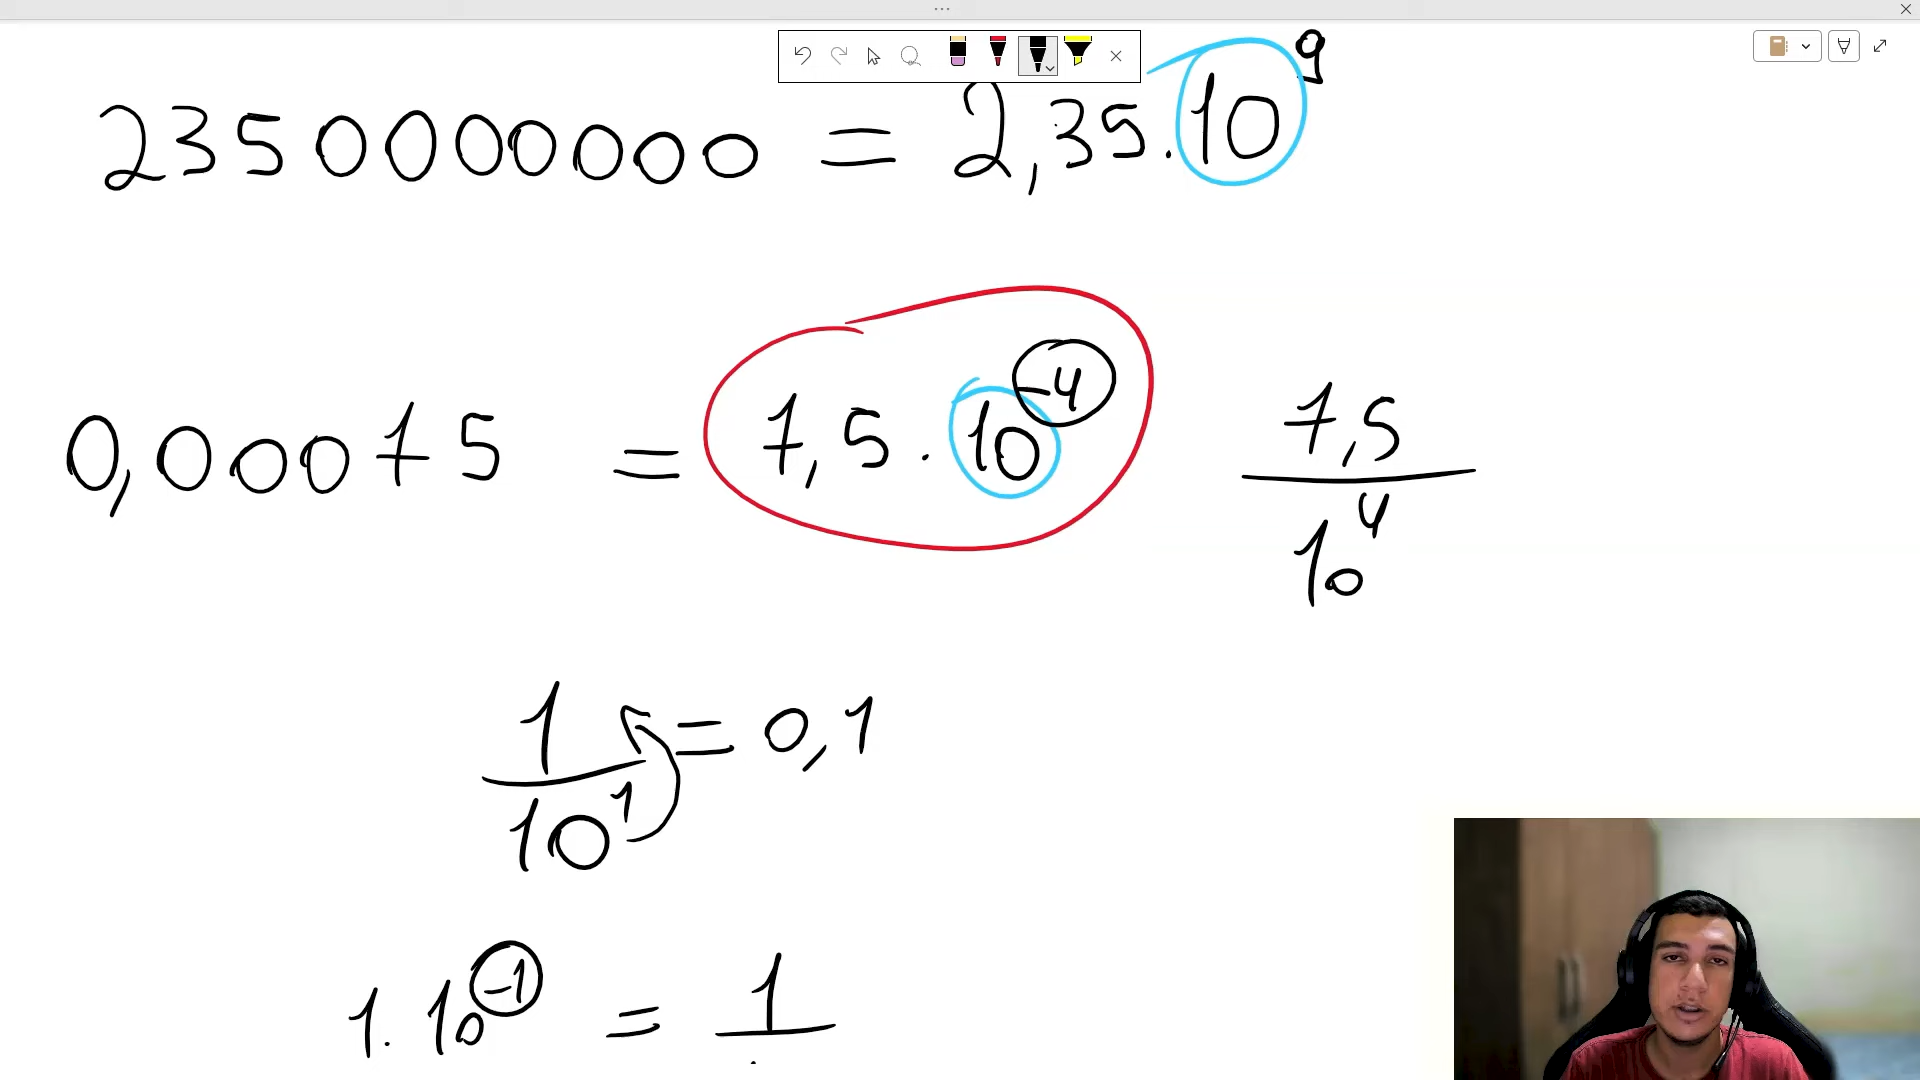 2350000000 = 2,35.10⁹
0,00075 = 7,5.10⁻⁴
7,5
10⁴
1
10¹
= 0,1
1.10⁻¹ = 1